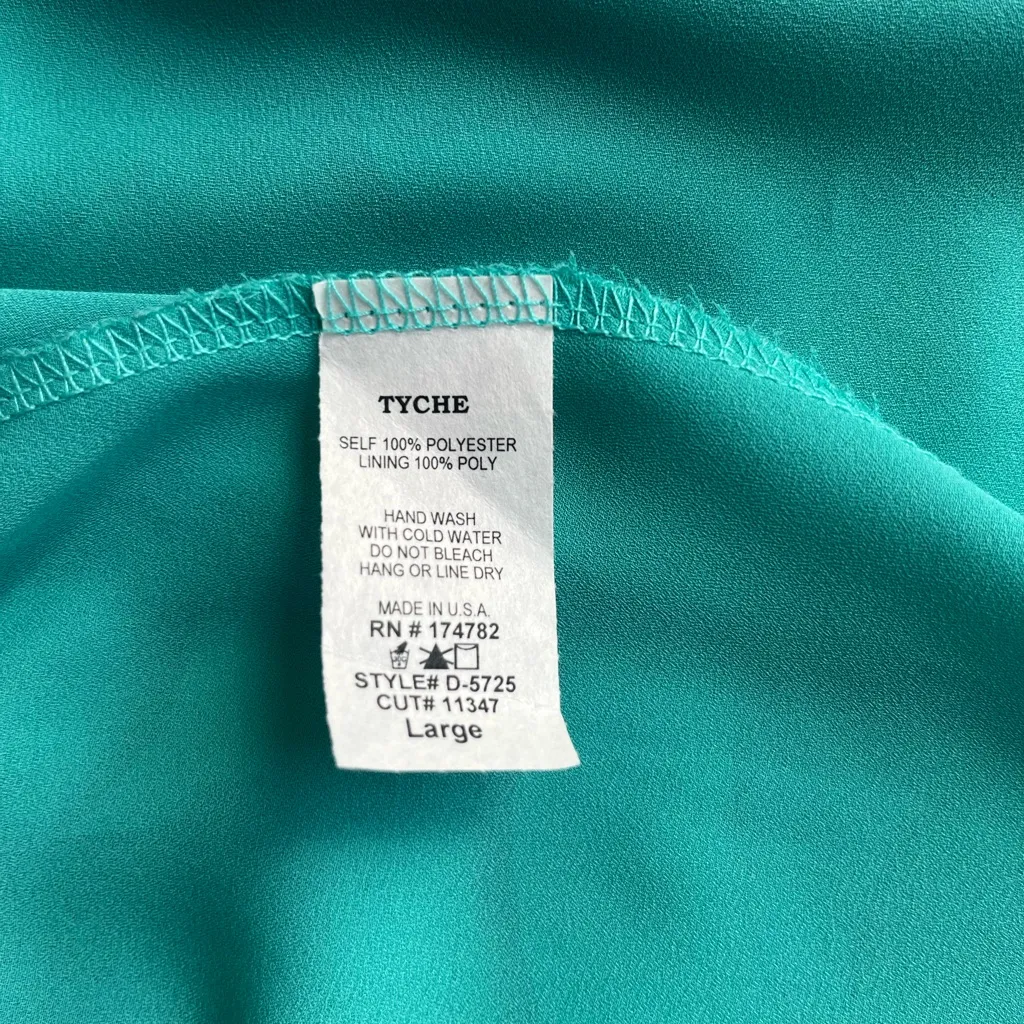 TYCHE
SELF 100% POLYESTER
LINING 100% POLY
HAND WASH
WITH COLD WATER
DO NOT BLEACH
HANG OR LINE DRY
MADE IN U.S.A.
RN # 174782
STYLE# D-5725
CUT# 11347
Large